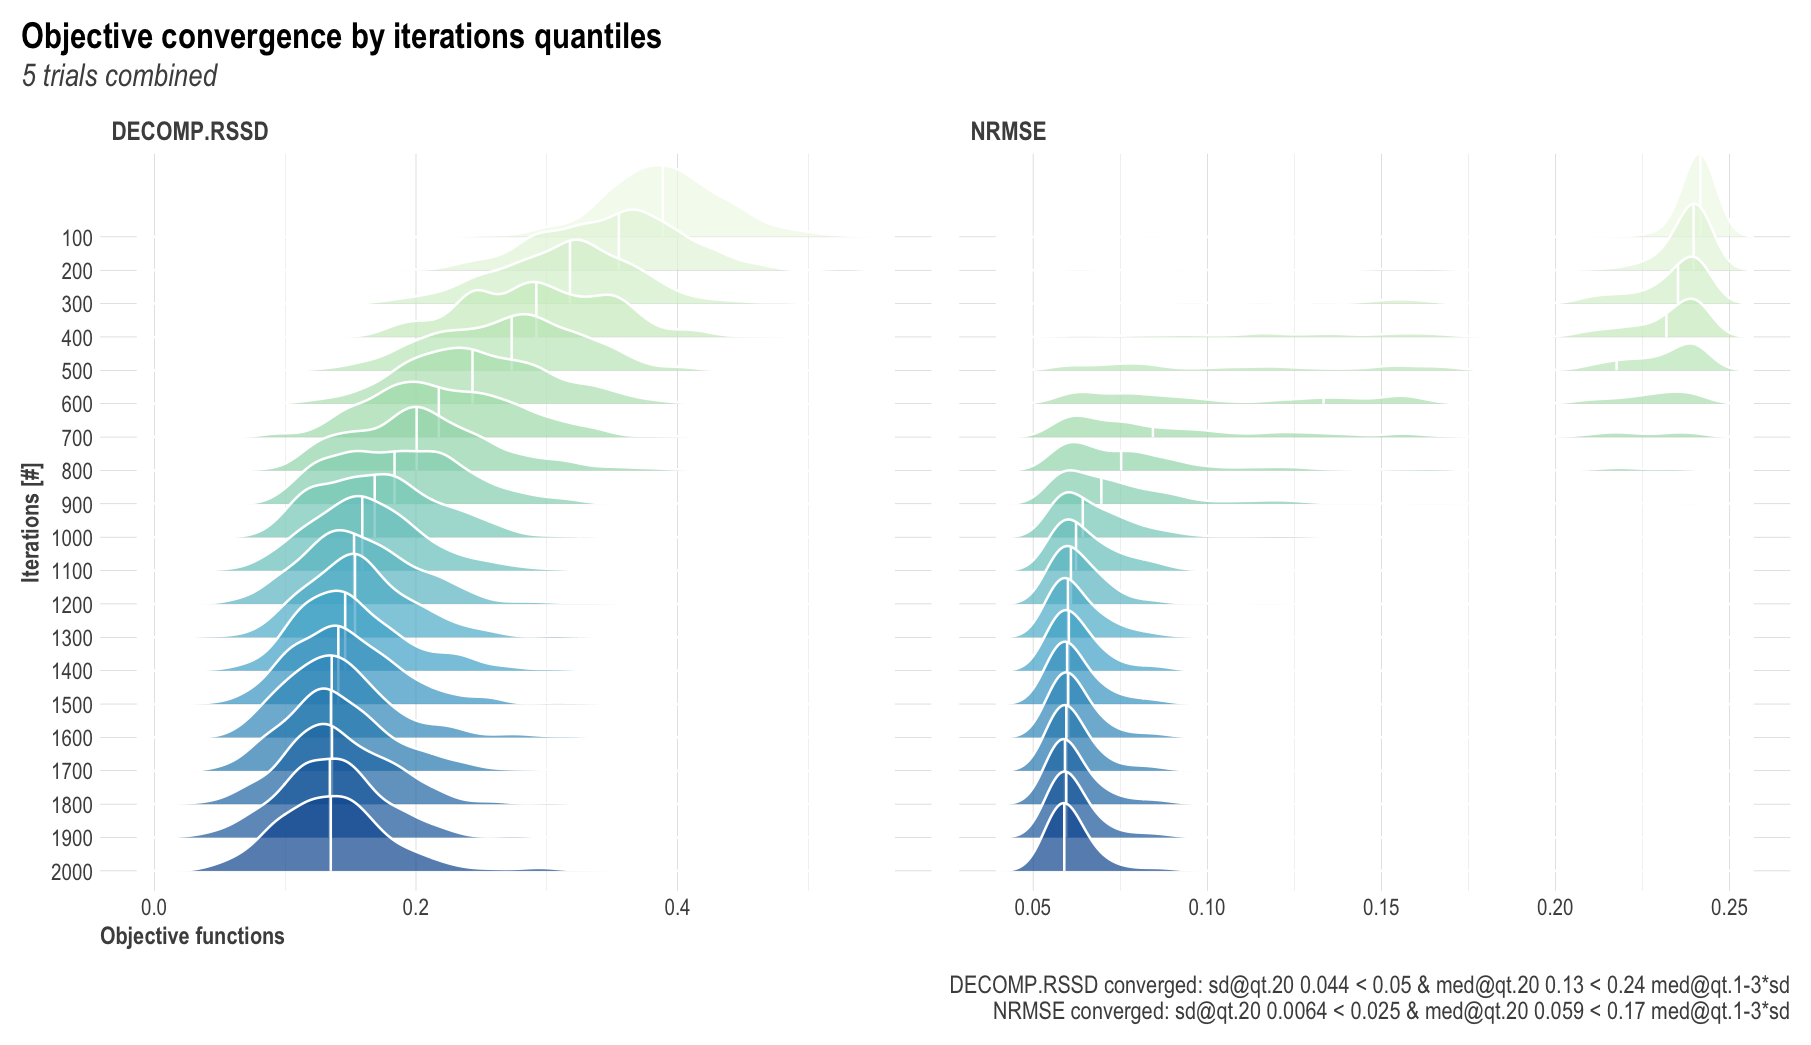 Objective convergence by iterations quantiles
5 trials combined
DECOMP.RSSD
NRMSE
Iterations [#]
100
200
300
400
500
600
700
800
900
1000
1100
1200
1300
1400
1500
1600
1700
1800
1900
2000
0.0 0.2 0.4
0.05 0.10 0.15 0.20 0.25
Objective functions
DECOMP.RSSD converged: sd@qt.20 0.044 < 0.05 & med@qt.20 0.13 < 0.24 med@qt.1-3*sd
NRMSE converged: sd@qt.20 0.0064 < 0.025 & med@qt.20 0.059 < 0.17 med@qt.1-3*sd